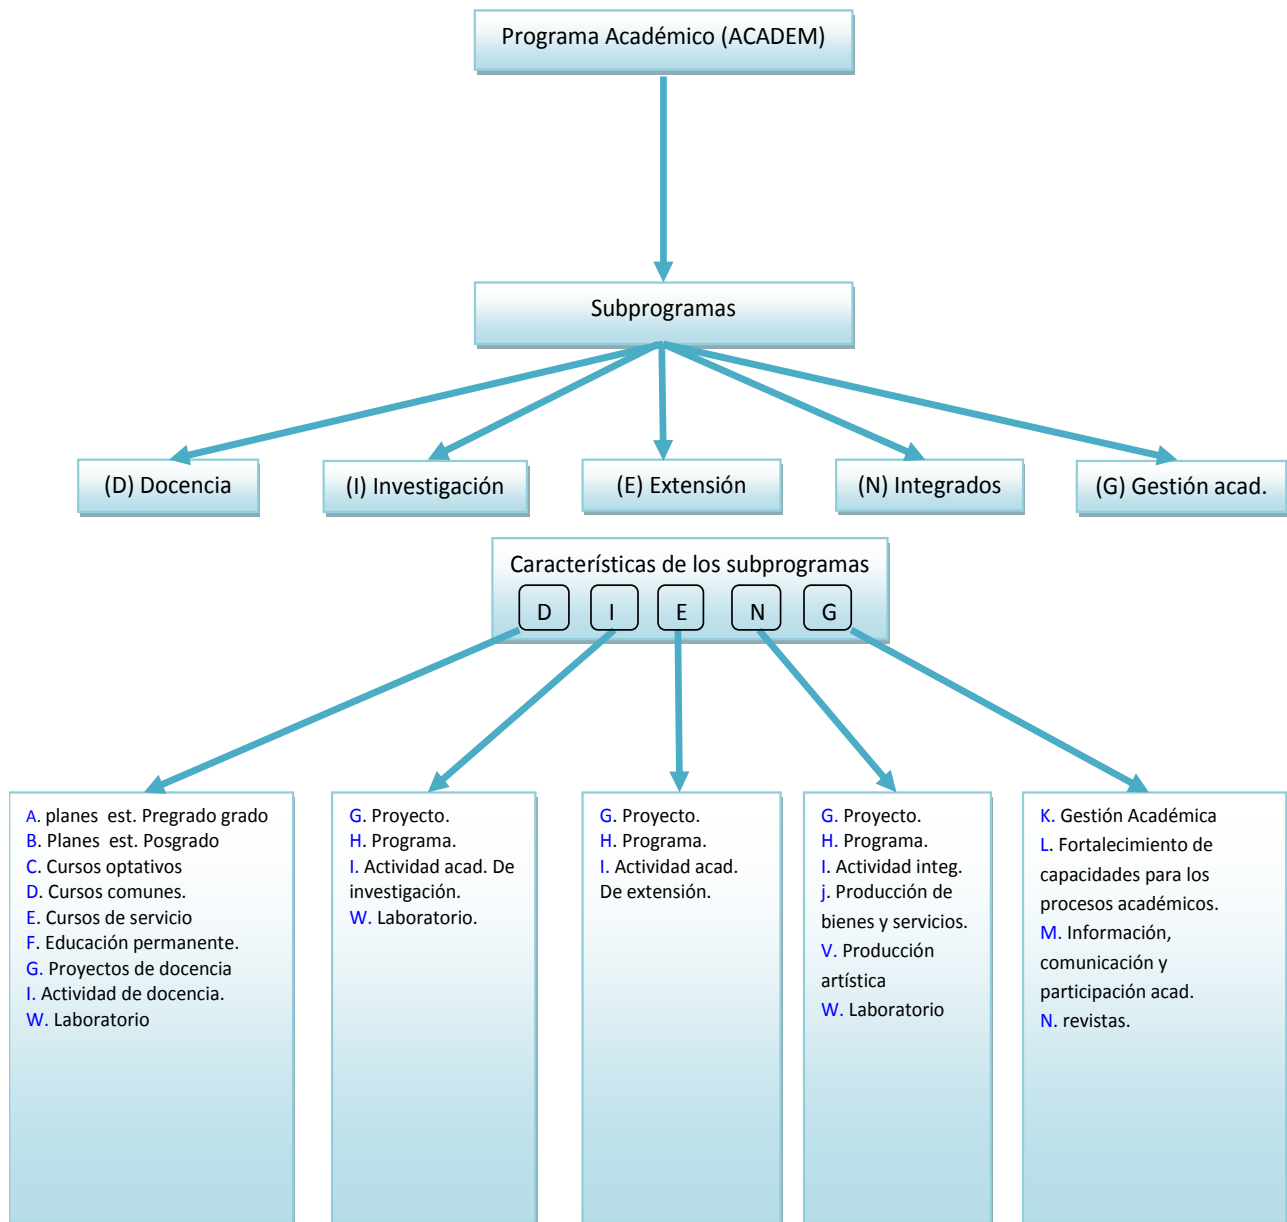 Programa Académico (ACADEM)
Subprogramas
(D) Docencia
(I) Investigación
(E) Extensión
(N) Integrados
(G) Gestión acad.
Característícas de los subprogramas
D I E N G
A. planes est. Pregrado grado
B. Planes est. Posgrado
C. Cursos optativos
D. Cursos comunes.
E. Cursos de servicio
F. Educación permanente.
G. Proyectos de docencia
I. Actividad de docencia.
W. Laboratorio
G. Proyecto.
H. Programa.
I. Actividad acad. De
investigación.
W. Laboratorio.
G. Proyecto.
H. Programa.
I. Actividad acad.
De extensión.
G. Proyecto.
H. Programa.
I. Actividad integ.
j. Producción de
bienes y servicios.
V. Producción
artística
W. Laboratorio
K. Gestión Académica
L. Fortalecimiento de
capacidades para los
procesos académicos.
M. Información,
comunicación y
participación acad.
N. revistas.